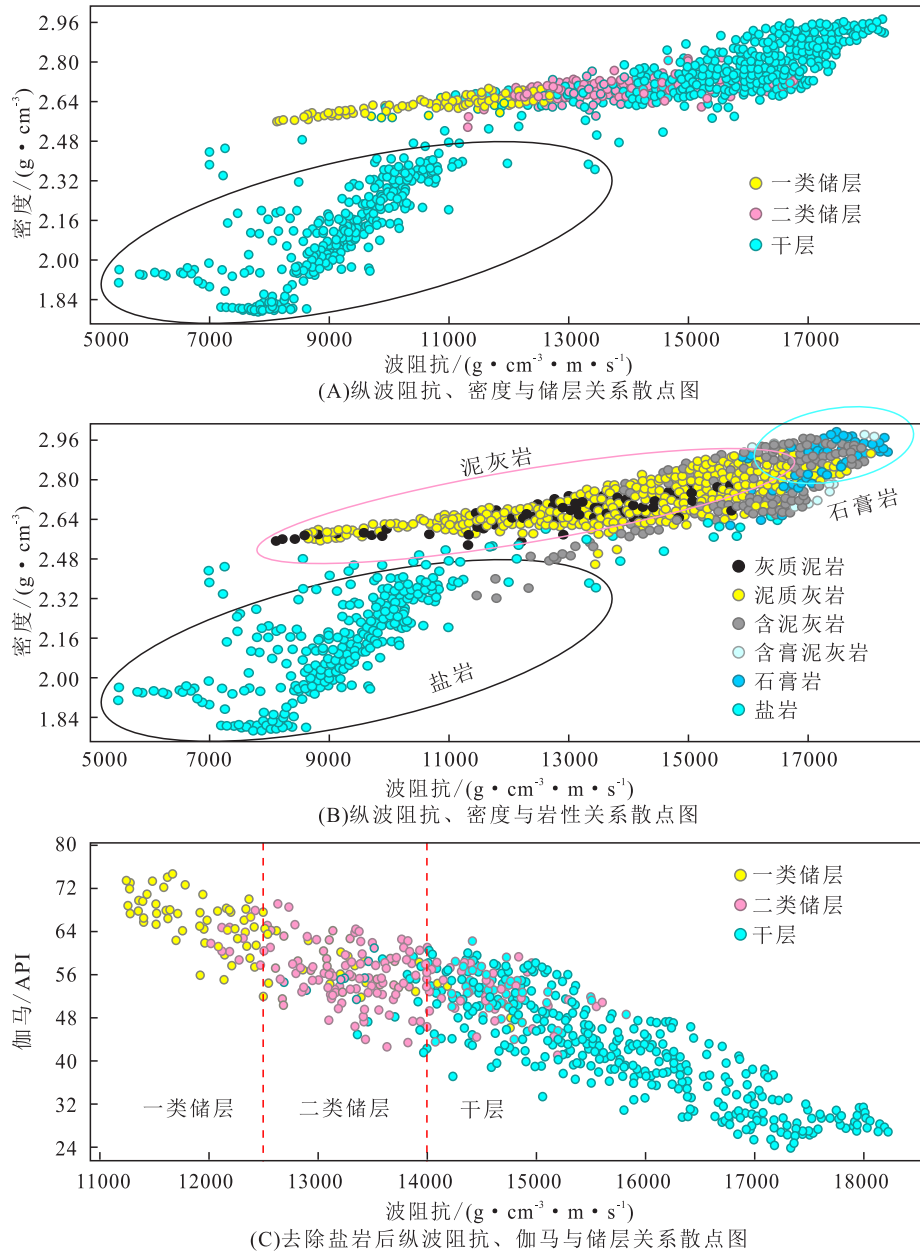 2.96
2.80
2.64
2.48
2.32
2.16
2.00
1.84
密度/(g·cm⁻³)
一类储层
二类储层
干层
5000 7000 9000 11000 13000 15000 17000
波阻抗/(g·cm⁻³·m·s⁻¹)
(A)纵波阻抗、密度与储层关系散点图
2.96
2.80
2.64
2.48
2.32
2.16
2.00
1.84
密度/(g·cm⁻³)
泥灰岩
石膏岩
盐岩
灰质泥岩
泥质灰岩
含泥灰岩
含膏泥灰岩
石膏岩
盐岩
5000 7000 9000 11000 13000 15000 17000
波阻抗/(g·cm⁻³·m·s⁻¹)
(B)纵波阻抗、密度与岩性关系散点图
80
72
64
56
48
40
32
24
伽马/API
一类储层
二类储层
干层
一类储层 二类储层 干层
11000 12000 13000 14000 15000 16000 17000 18000
波阻抗/(g·cm⁻³·m·s⁻¹)
(C)去除盐岩后纵波阻抗、伽马与储层关系散点图